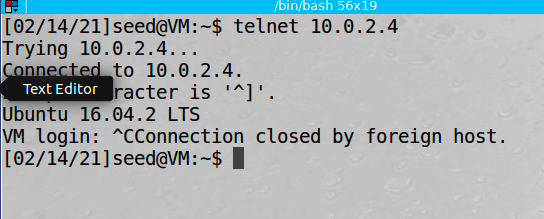 /bin/bash 56x19
[02/14/21]seed@VM:~$ telnet 10.0.2.4
Trying 10.0.2.4...
Connected to 10.0.2.4.
Text Editor
racter is '^]'.
Ubuntu 16.04.2 LTS
VM login: ^CConnection closed by foreign host.
[02/14/21]seed@VM:~$